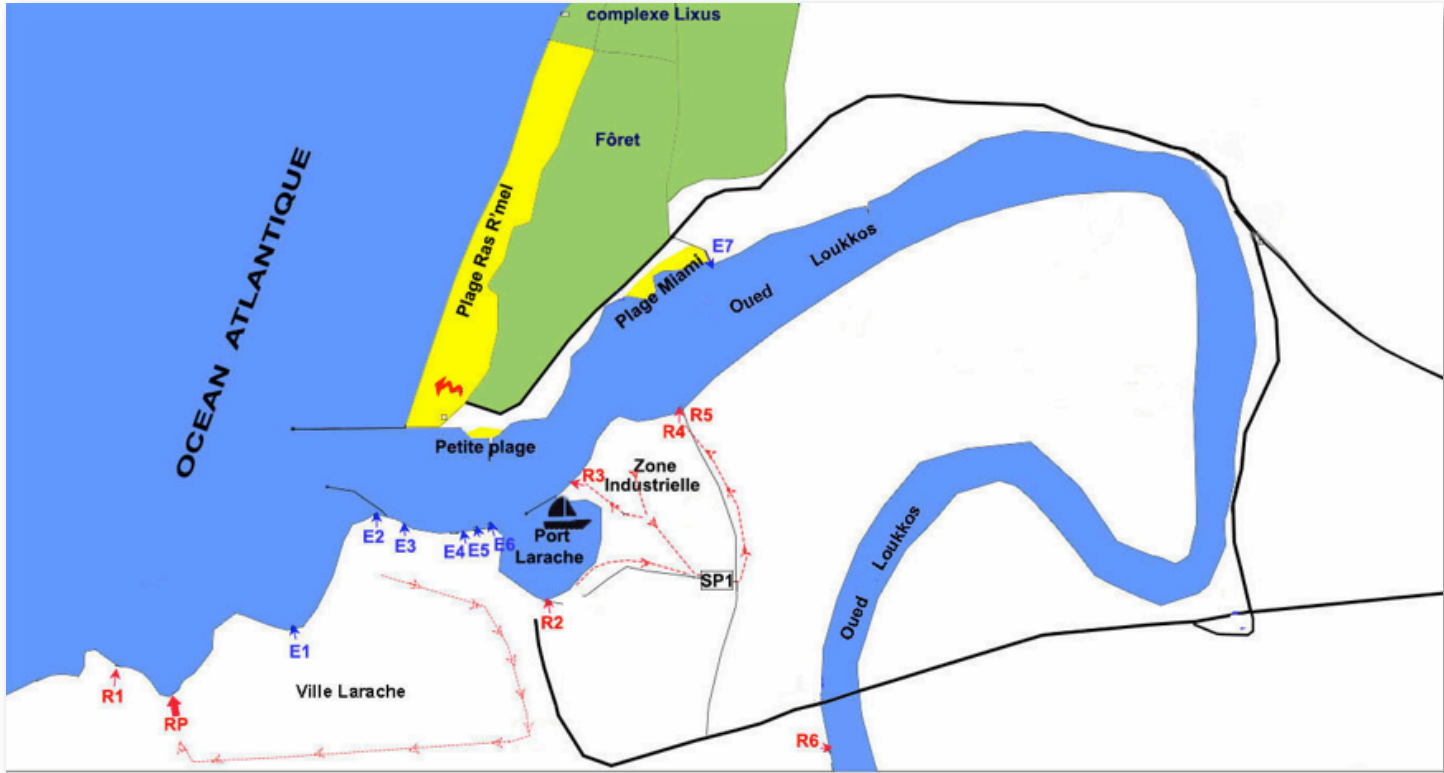 complexe Lixus
Fôret
OCEAN ATLANTIQUE
Plage Ras R'mel
E7
Plage Miami
Oued
Loukkos
Petite plage
R5
R4
R3
Zone
Industrielle
Port
Larache
E2
E3
E4
E5
E6
SP1
R2
E1
Ville Larache
R1
RP
Oued
Loukkos
R6